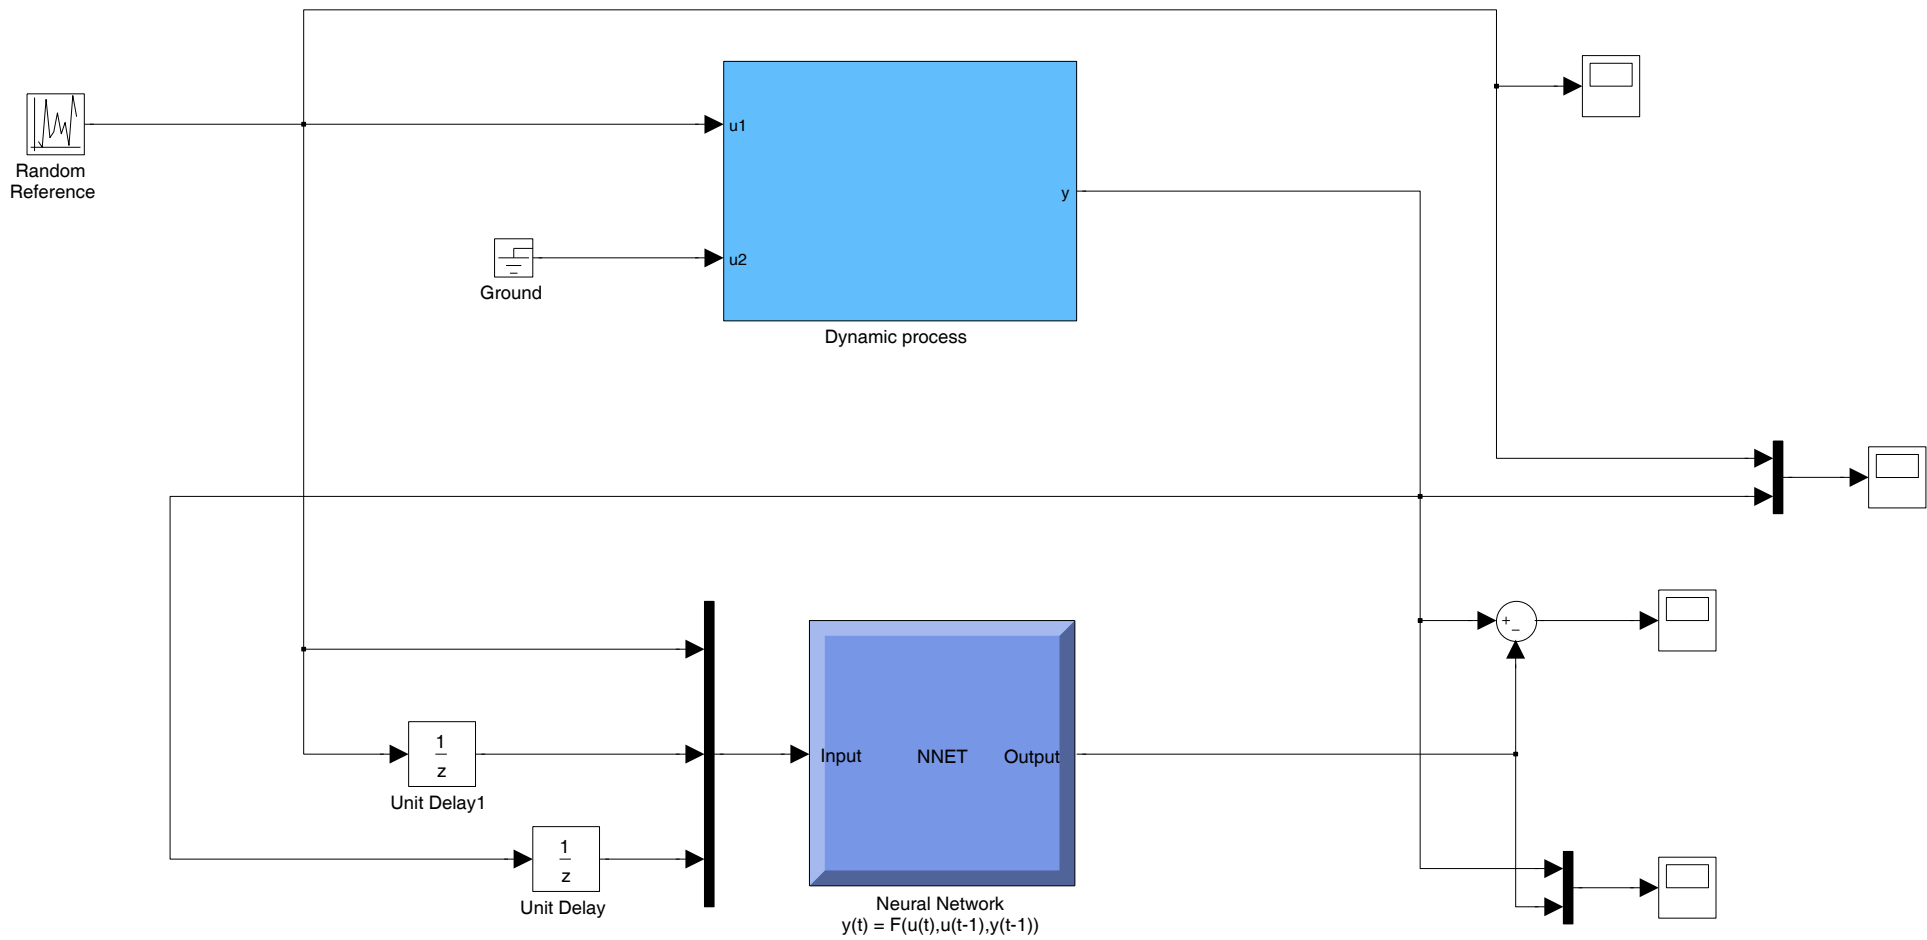 Random
Reference
u1
y
u2
Ground
Dynamic process
+
−
1
z
Unit Delay1
Input
NNET
Output
1
z
Unit Delay
Neural Network
y(t) = F(u(t),u(t-1),y(t-1))